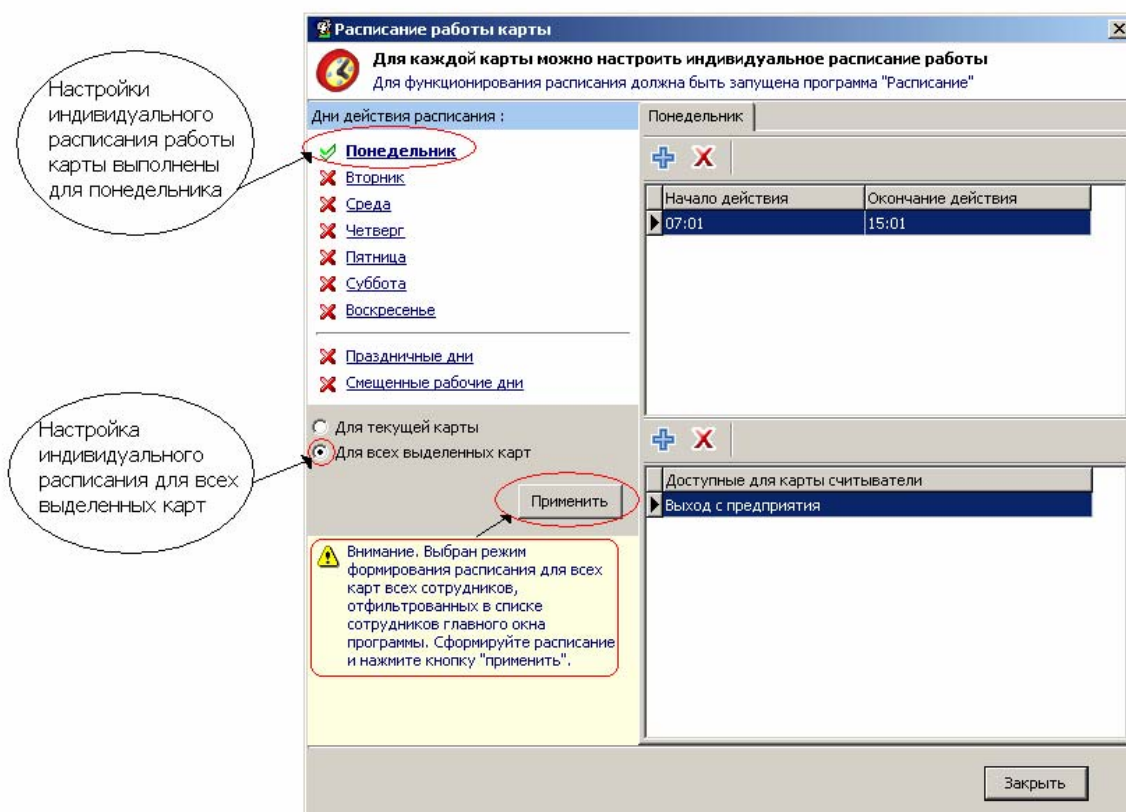 Расписание работы карты
Для каждой карты можно настроить индивидуальное расписание работы
Для функционирования расписания должна быть запущена программа "Расписание"
Настройки
индивидуального
расписания работы
карты выполнены
для понедельника
Дни действия расписания :
Понедельник
Вторник
Среда
Четверг
Пятница
Суббота
Воскресенье
Праздничные дни
Смещенные рабочие дни
Настройка
индивидуального
расписания для всех
выделенных карт
Для текущей карты
Для всех выделенных карт
Применить
Внимание. Выбран режим
формирования расписания для всех
карт всех сотрудников,
отфильтрованных в списке
сотрудников главного окна
программы. Сформируйте расписание
и нажмите кнопку "применить".
Понедельник
Начало действия Окончание действия
07:01 15:01
Доступные для карты считыватели
Выход с предприятия
Закрыть